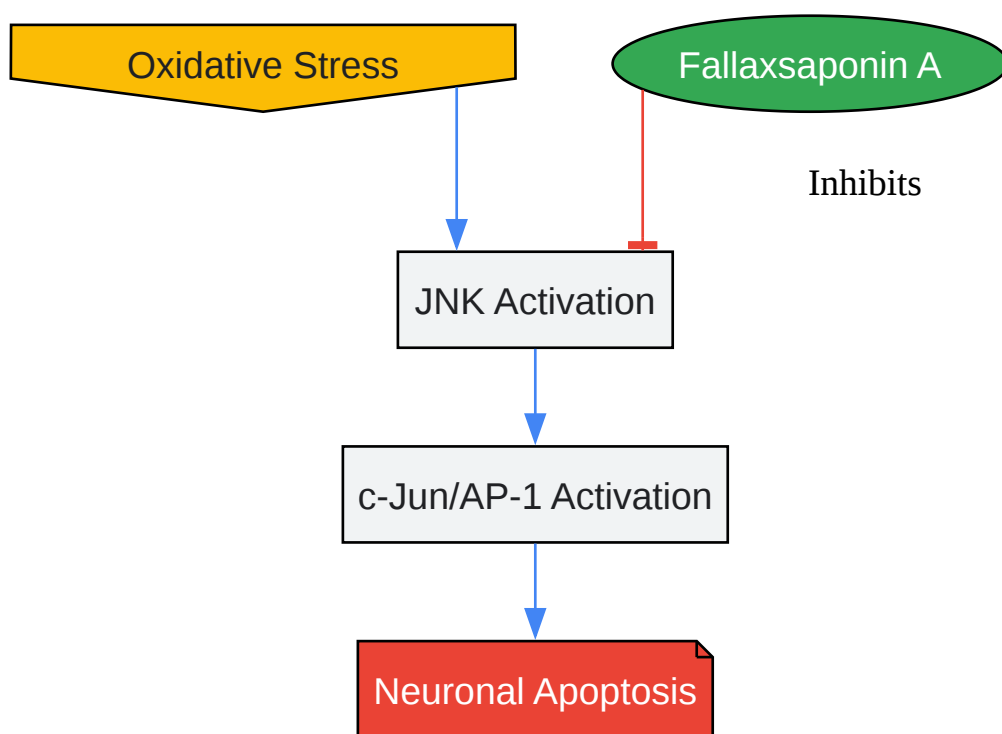 Oxidative Stress
Fallaxsaponin A
Inhibits
JNK Activation
c-Jun/AP-1 Activation
Neuronal Apoptosis